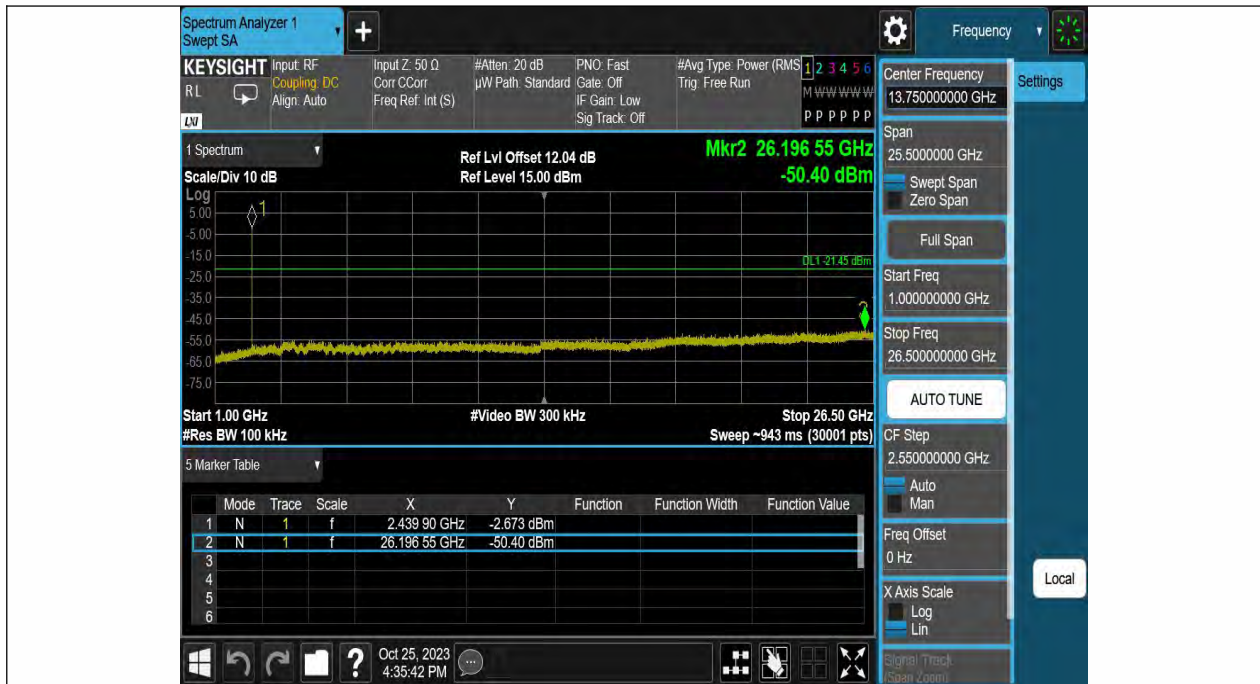 Spectrum Analyzer 1
Swept SA
+
Frequency
KEYSIGHT
RL
LXI
Input: RF
Coupling: DC
Align: Auto
Input Z: 50 Ω
Corr CCorr
Freq Ref: Int (S)
#Atten: 20 dB
µW Path: Standard
PNO: Fast
Gate: Off
IF Gain: Low
Sig Track: Off
#Avg Type: Power (RMS
Trig: Free Run
1 2 3 4 5 6
M W W W W W
P P P P P P
1 Spectrum
Scale/Div 10 dB
Ref Lvl Offset 12.04 dB
Ref Level 15.00 dBm
Mkr2 26.196 55 GHz
-50.40 dBm
Log
5.00
-5.00
-15.0
-25.0
-35.0
-45.0
-55.0
-65.0
-75.0
1
DL1 -21.45 dBm
2
Start 1.00 GHz
#Res BW 100 kHz
#Video BW 300 kHz
Stop 26.50 GHz
Sweep ~943 ms (30001 pts)
5 Marker Table
Mode Trace Scale X Y Function Function Width Function Value
1 N 1 f 2.439 90 GHz -2.673 dBm
2 N 1 f 26.196 55 GHz -50.40 dBm
3
4
5
6
Center Frequency
13.750000000 GHz
Span
25.5000000 GHz
Swept Span
Zero Span
Full Span
Start Freq
1.000000000 GHz
Stop Freq
26.500000000 GHz
AUTO TUNE
CF Step
2.550000000 GHz
Auto
Man
Freq Offset
0 Hz
X Axis Scale
Log
Lin
Signal Track
(Span Zoom)
Settings
Local
?
Oct 25, 2023
4:35:42 PM